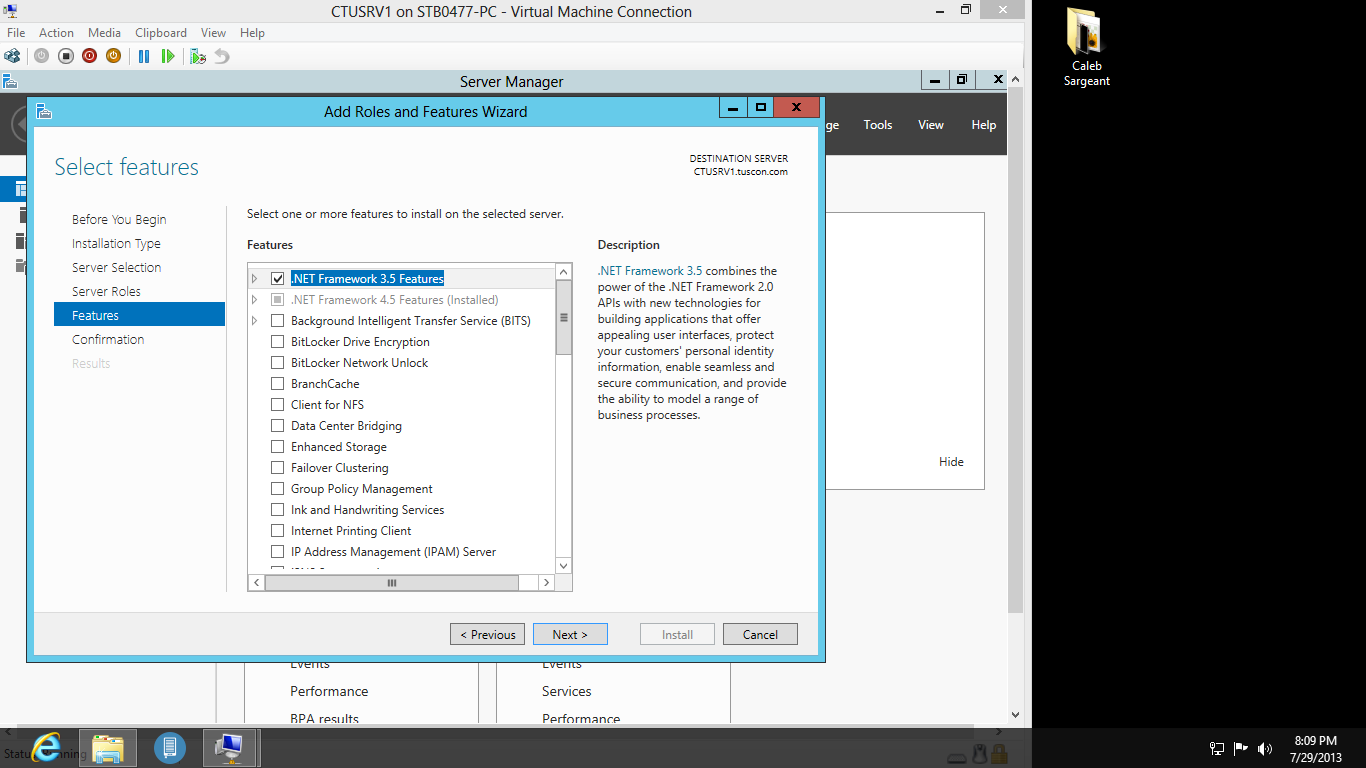 CTUSRV1 on STB0477-PC - Virtual Machine Connection
File Action Media Clipboard View Help
Server Manager
Add Roles and Features Wizard
ge Tools View Help
Select features
DESTINATION SERVER
CTUSRV1.tuscon.com
Before You Begin
Installation Type
Server Selection
Server Roles
Features
Confirmation
Results
Select one or more features to install on the selected server.
Features
.NET Framework 3.5 Features
.NET Framework 4.5 Features (Installed)
Background Intelligent Transfer Service (BITS)
BitLocker Drive Encryption
BitLocker Network Unlock
BranchCache
Client for NFS
Data Center Bridging
Enhanced Storage
Failover Clustering
Group Policy Management
Ink and Handwriting Services
Internet Printing Client
IP Address Management (IPAM) Server
Description
.NET Framework 3.5 combines the
power of the .NET Framework 2.0
APIs with new technologies for
building applications that offer
appealing user interfaces, protect
your customers' personal identity
information, enable seamless and
secure communication, and provide
the ability to model a range of
business processes.
Hide
< Previous Next > Install Cancel
Events
Performance
BPA results
Events
Services
Performance
Caleb
Sargeant
8:09 PM
7/29/2013